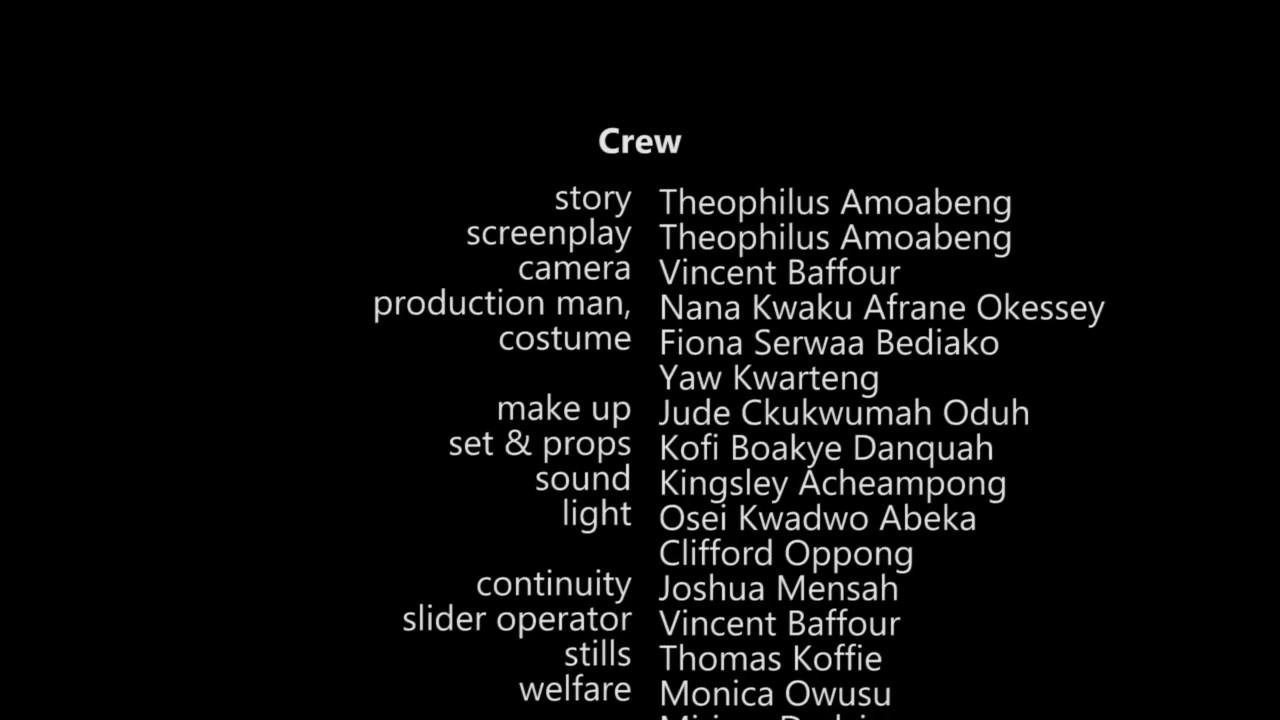 Crew
story Theophilus Amoabeng
screenplay Theophilus Amoabeng
camera Vincent Baffour
production man, Nana Kwaku Afrane Okessey
costume Fiona Serwaa Bediako
Yaw Kwarteng
make up Jude Ckukwumah Oduh
set & props Kofi Boakye Danquah
sound Kingsley Acheampong
light Osei Kwadwo Abeka
Clifford Oppong
continuity Joshua Mensah
slider operator Vincent Baffour
stills Thomas Koffie
welfare Monica Owusu